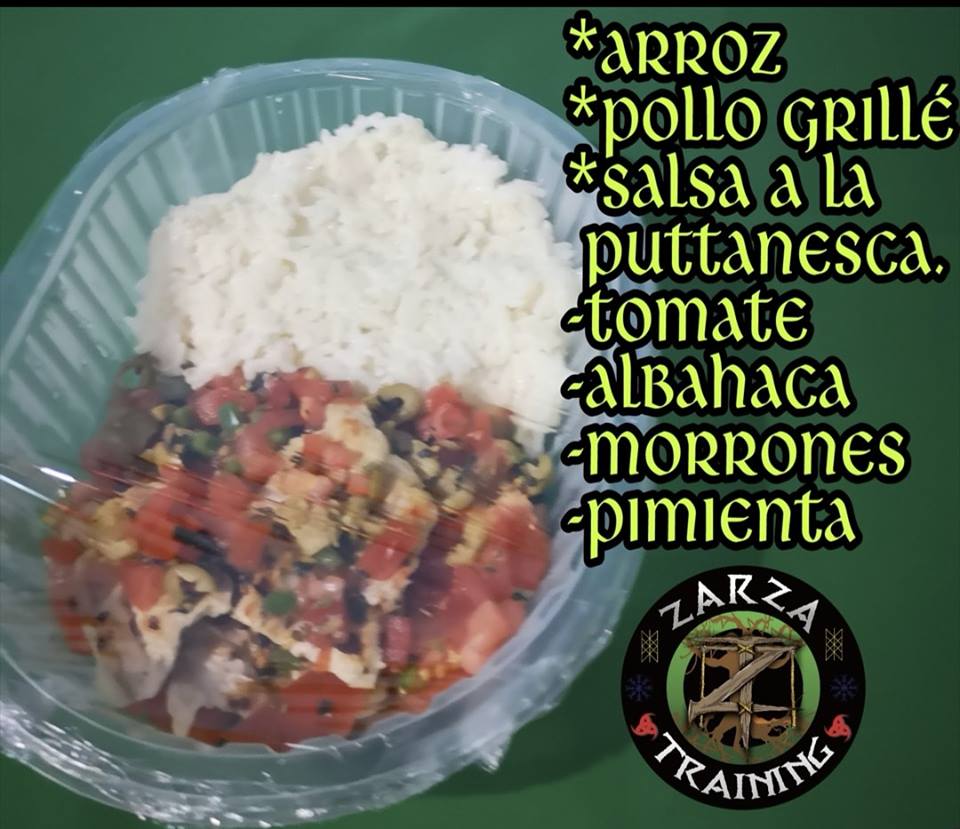 *arroz
*pollo grillé
*salsa a la
puttanesca.
-tomate
-albahaca
-morrones
-pimienta
ZARZA
TRAINING